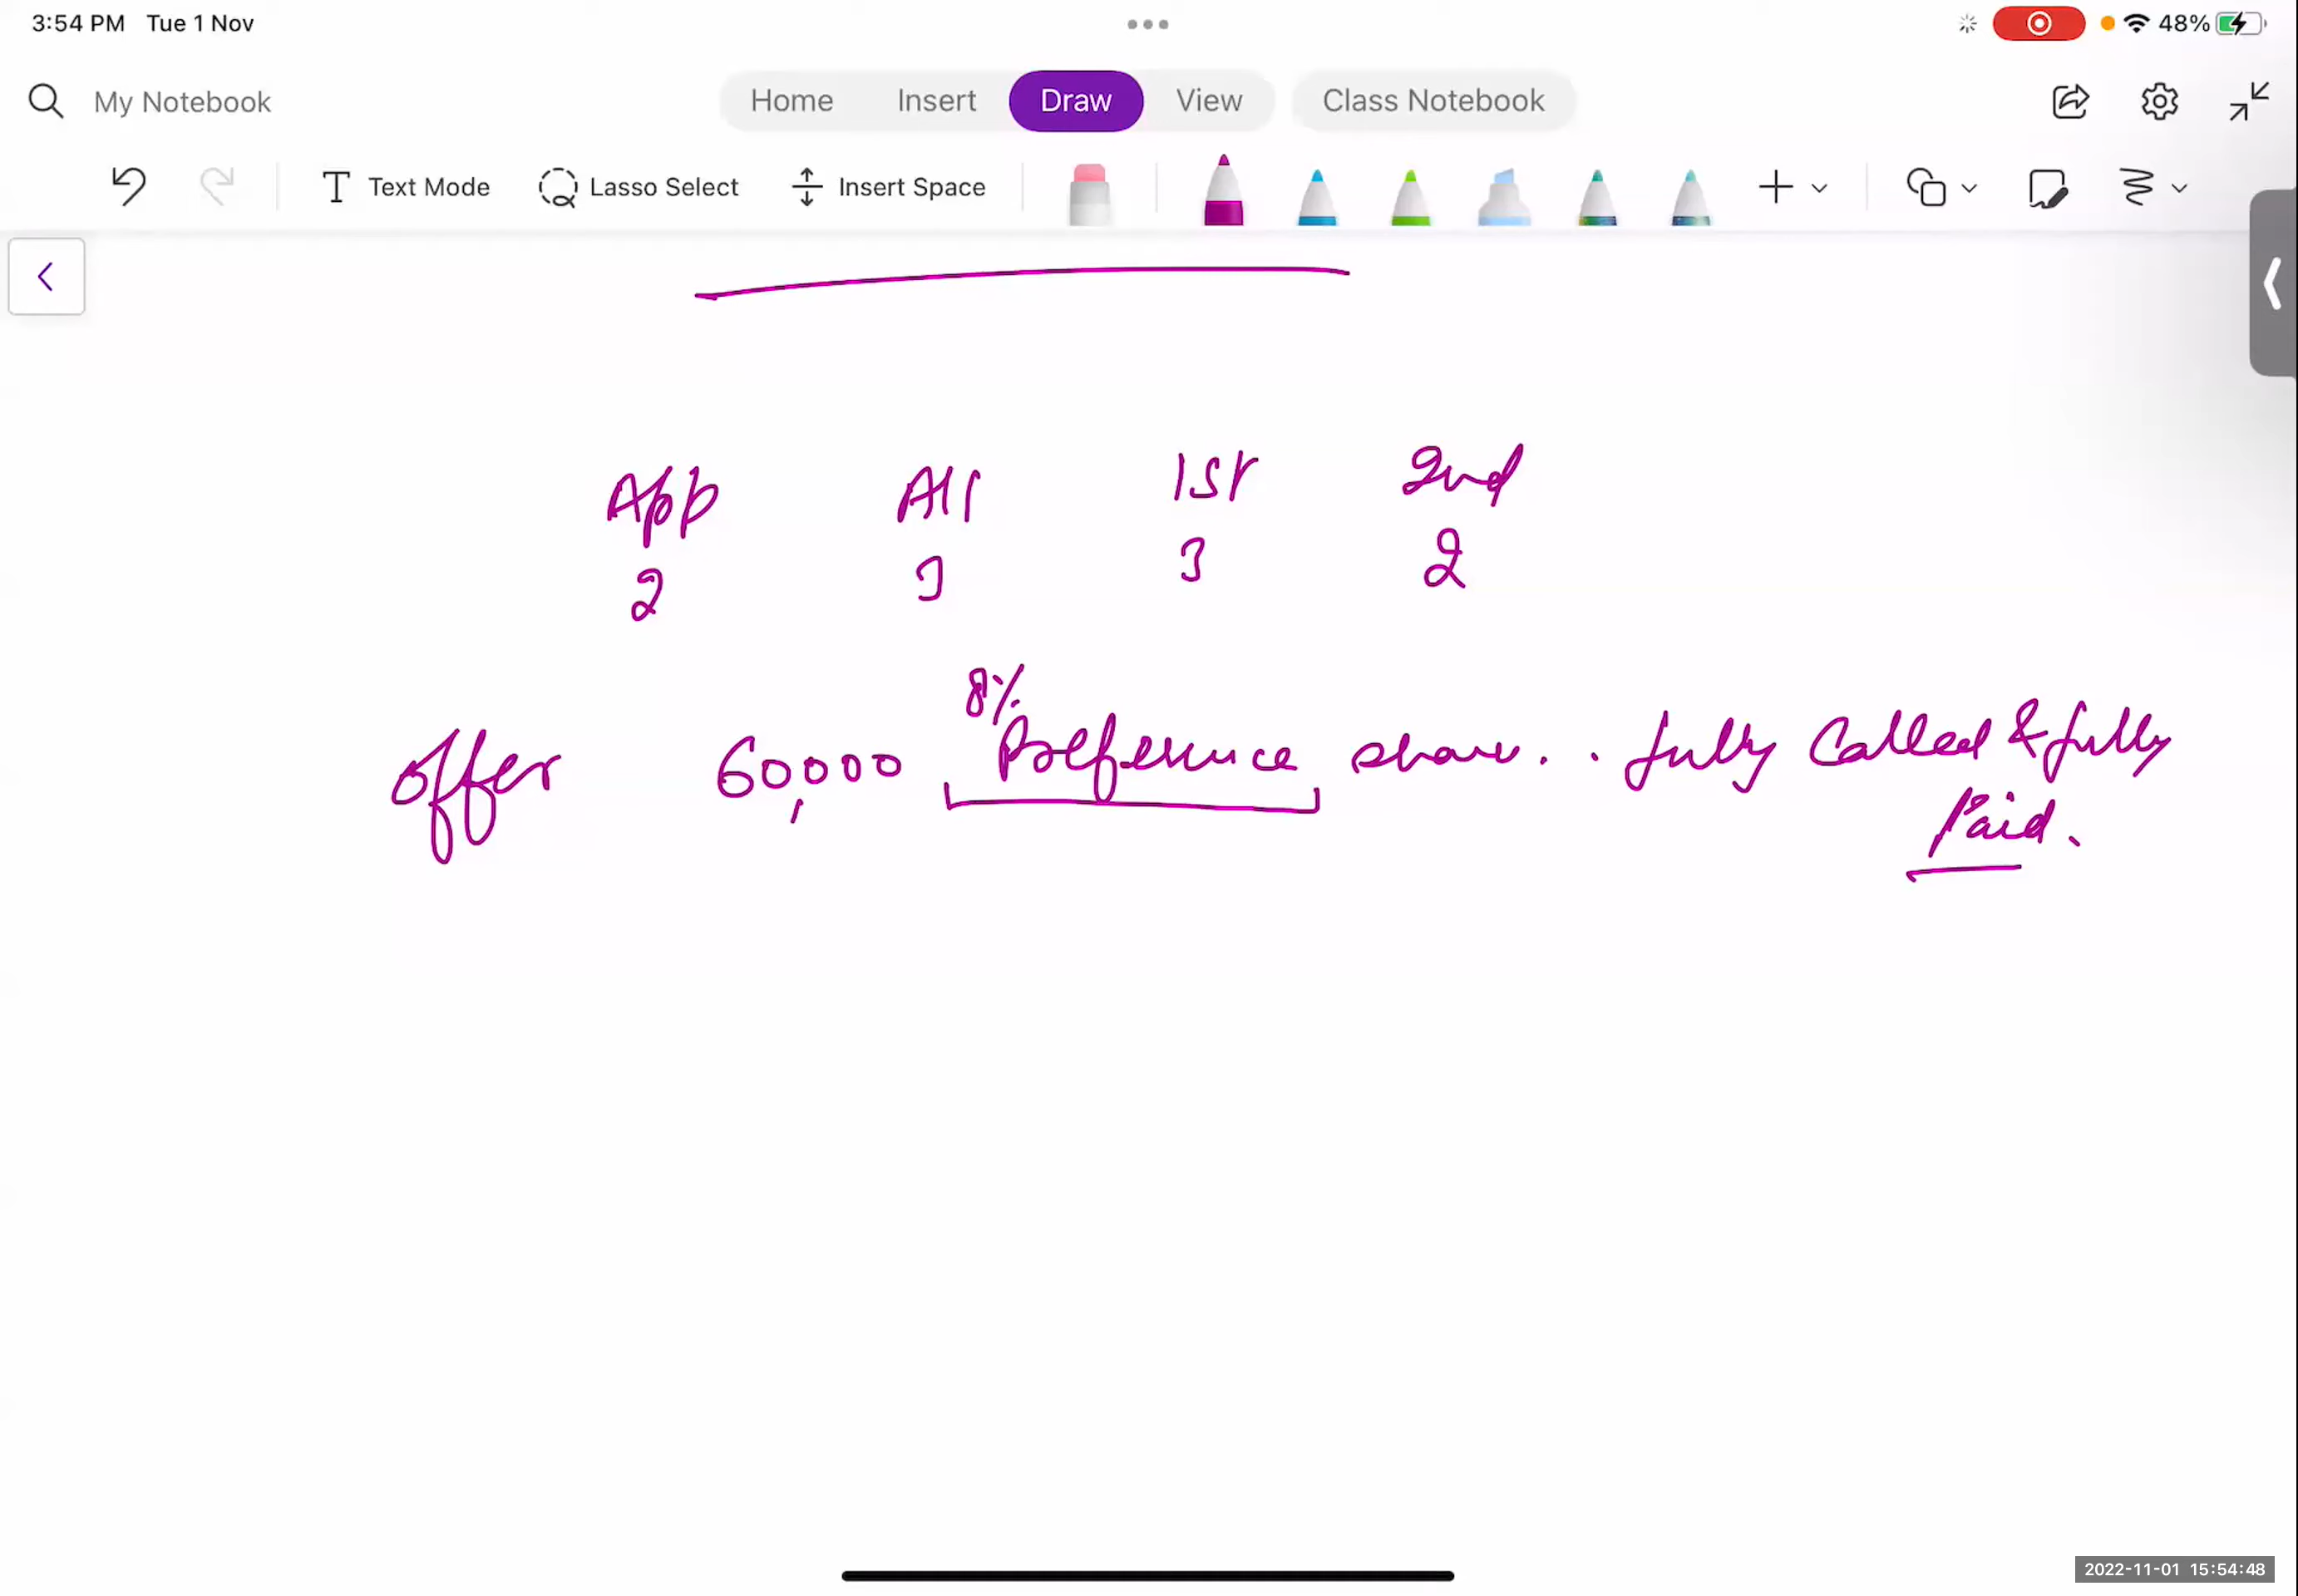 3:54 PM Tue 1 Nov 48%
My Notebook Home Insert Draw View Class Notebook
Text Mode Lasso Select Insert Space
App All 1st 2nd
2 3 3 2
8%
Offer 60,000 Preference share. . fully Called & fully
Paid.
2022-11-01 15:54:48